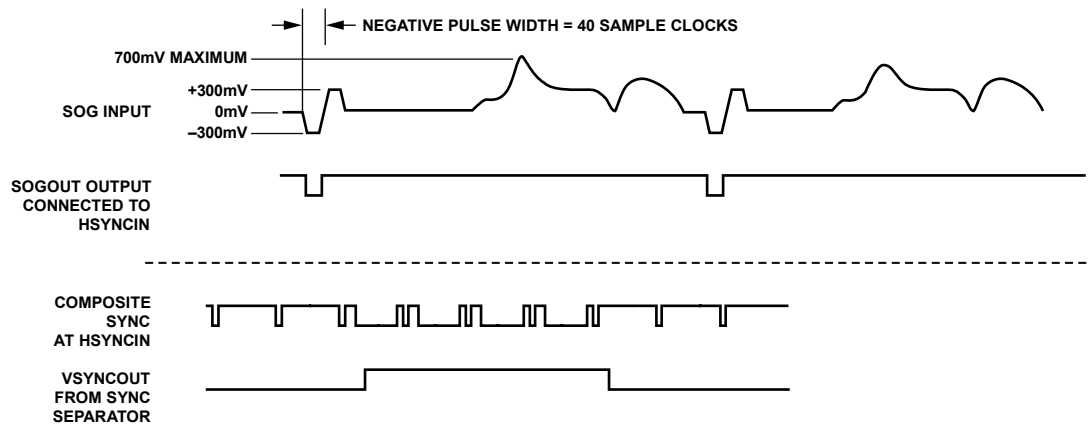 NEGATIVE PULSE WIDTH = 40 SAMPLE CLOCKS
700mV MAXIMUM
+300mV
SOG INPUT
0mV
–300mV
SOGOUT OUTPUT
CONNECTED TO
HSYNCIN
COMPOSITE
SYNC
AT HSYNCIN
VSYNCOUT
FROM SYNC
SEPARATOR